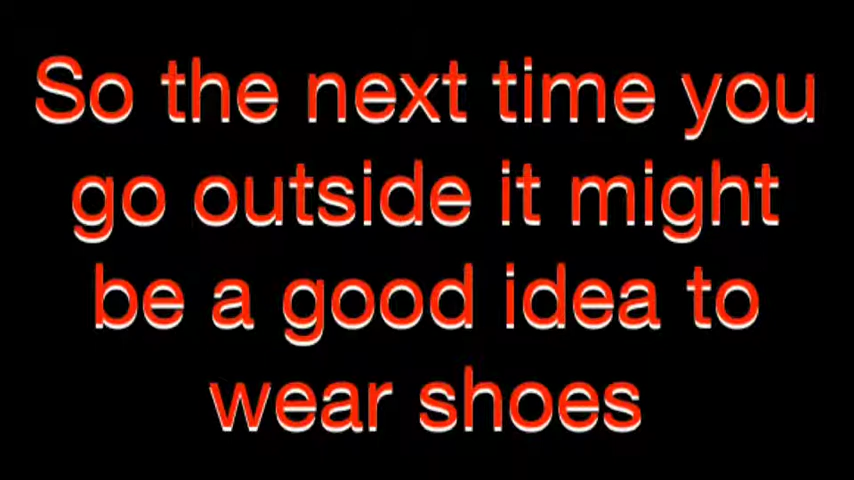 So the next time you
go outside it might
be a good idea to
wear shoes